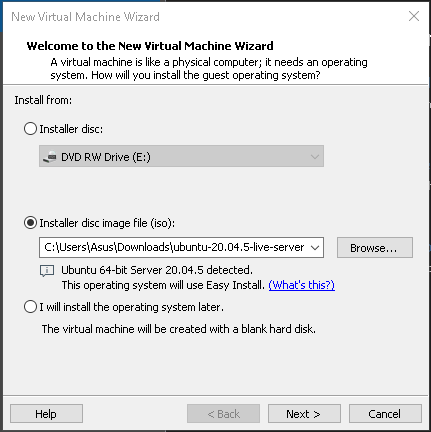 New Virtual Machine Wizard
Welcome to the New Virtual Machine Wizard
A virtual machine is like a physical computer; it needs an operating
system. How will you install the guest operating system?
Install from:
Installer disc:
DVD RW Drive (E:)
Installer disc image file (iso):
C:\Users\Asus\Downloads\ubuntu-20.04.5-live-server
Browse...
Ubuntu 64-bit Server 20.04.5 detected.
This operating system will use Easy Install. (What's this?)
I will install the operating system later.
The virtual machine will be created with a blank hard disk.
Help
< Back
Next >
Cancel